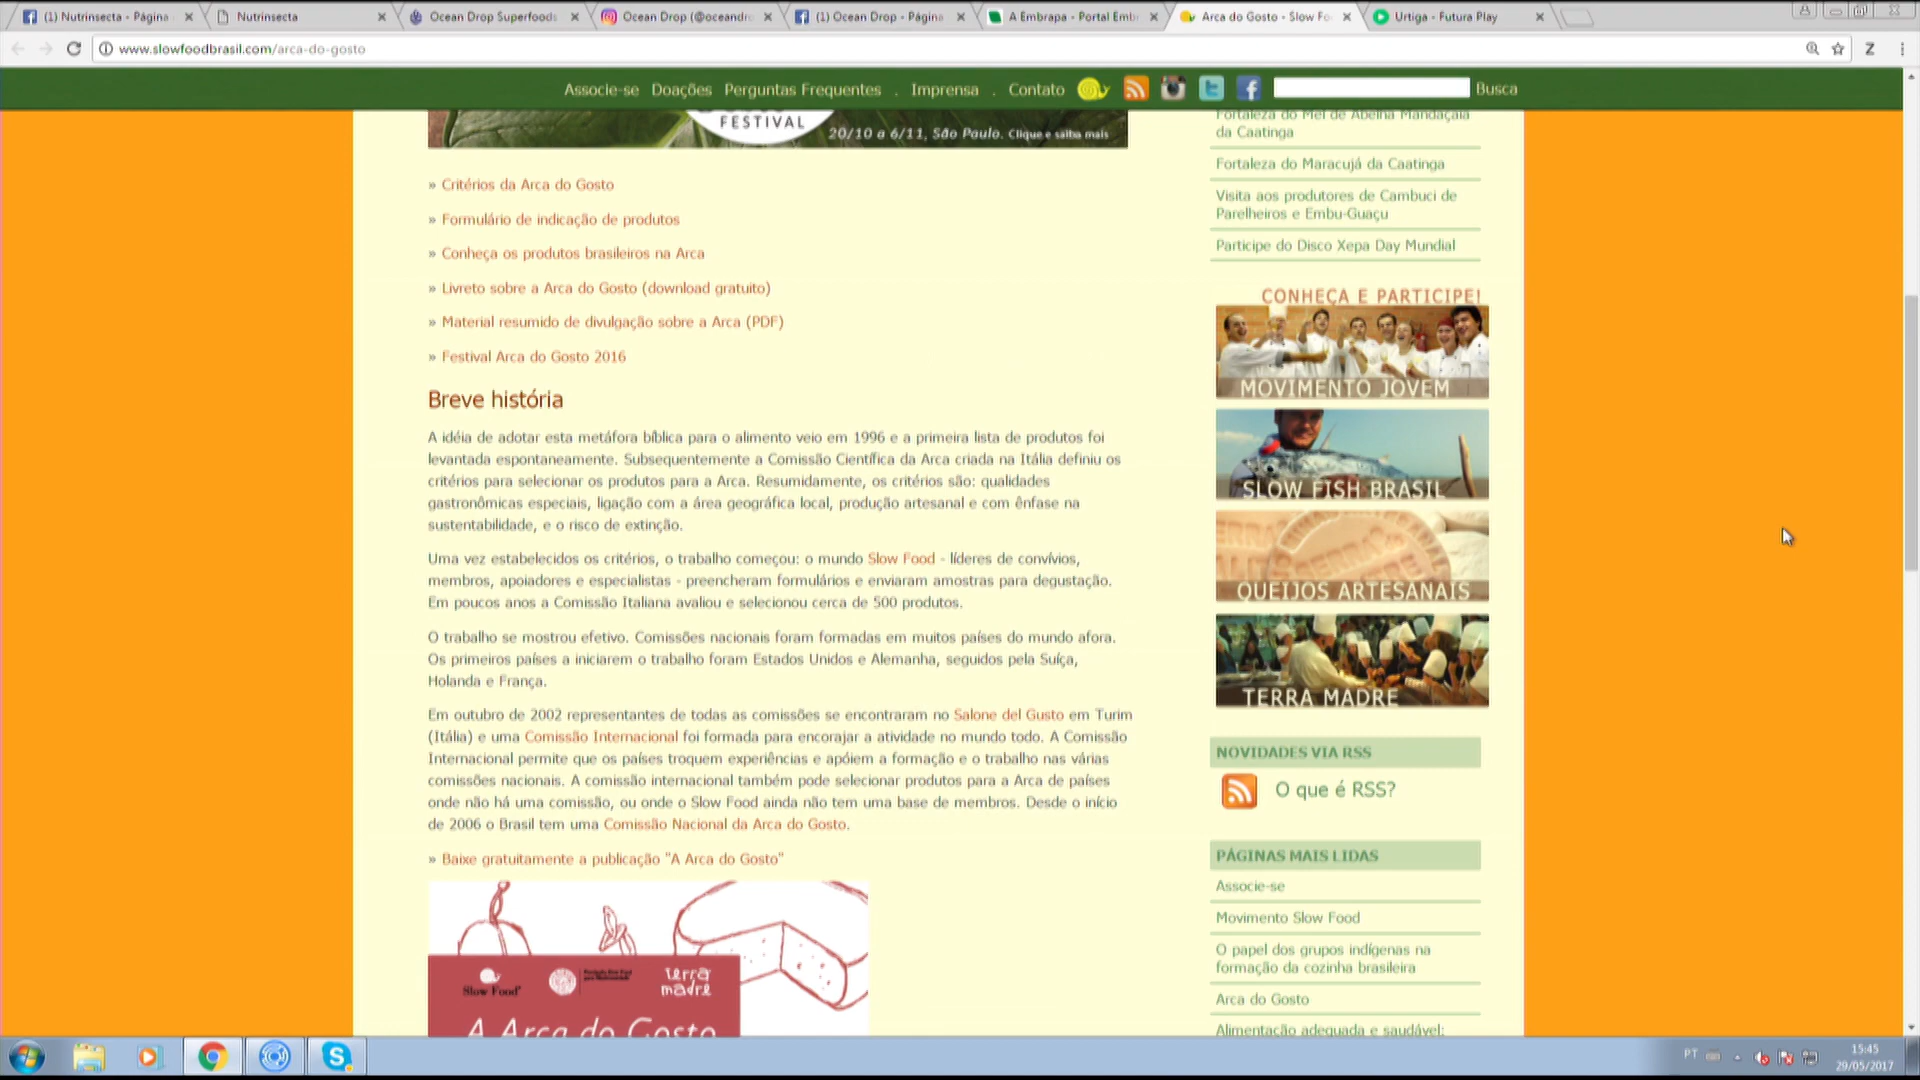 (1) Nutrinsecta - Página
Nutrinsecta
Ocean Drop Superfoods
Ocean Drop (@oceandr
(1) Ocean Drop - Página
A Embrapa - Portal Emb
Arca do Gosto - Slow Fo
Urtiga - Futura Play
www.slowfoodbrasil.com/arca-do-gosto
Associe-se Doações Perguntas Frequentes . Imprensa . Contato
Busca
FESTIVAL
20/10 a 6/11, São Paulo. Clique e saiba mais
» Critérios da Arca do Gosto
» Formulário de indicação de produtos
» Conheça os produtos brasileiros na Arca
» Livreto sobre a Arca do Gosto (download gratuito)
» Material resumido de divulgação sobre a Arca (PDF)
» Festival Arca do Gosto 2016
Breve história
A idéia de adotar esta metáfora bíblica para o alimento veio em 1996 e a primeira lista de produtos foi
levantada espontaneamente. Subsequentemente a Comissão Científica da Arca criada na Itália definiu os
critérios para selecionar os produtos para a Arca. Resumidamente, os critérios são: qualidades
gastronômicas especiais, ligação com a área geográfica local, produção artesanal e com ênfase na
sustentabilidade, e o risco de extinção.
Uma vez estabelecidos os critérios, o trabalho começou: o mundo Slow Food - líderes de convívios,
membros, apoiadores e especialistas - preencheram formulários e enviaram amostras para degustação.
Em poucos anos a Comissão Italiana avaliou e selecionou cerca de 500 produtos.
O trabalho se mostrou efetivo. Comissões nacionais foram formadas em muitos países do mundo afora.
Os primeiros países a iniciarem o trabalho foram Estados Unidos e Alemanha, seguidos pela Suíça,
Holanda e França.
Em outubro de 2002 representantes de todas as comissões se encontraram no Salone del Gusto em Turim
(Itália) e uma Comissão Internacional foi formada para encorajar a atividade no mundo todo. A Comissão
Internacional permite que os países troquem experiências e apóiem a formação e o trabalho nas várias
comissões nacionais. A comissão internacional também pode selecionar produtos para a Arca de países
onde não há uma comissão, ou onde o Slow Food ainda não tem uma base de membros. Desde o início
de 2006 o Brasil tem uma Comissão Nacional da Arca do Gosto.
» Baixe gratuitamente a publicação "A Arca do Gosto"
Slow Food
terra
madre
A Arca do Gosto
Fortaleza do Mel de Abelha Mandaçaia
da Caatinga
Fortaleza do Maracujá da Caatinga
Visita aos produtores de Cambuci de
Parelheiros e Embu-Guaçu
Participe do Disco Xepa Day Mundial
CONHEÇA E PARTICIPE!
MOVIMENTO JOVEM
SLOW FISH BRASIL
QUEIJOS ARTESANAIS
TERRA MADRE
NOVIDADES VIA RSS
O que é RSS?
PÁGINAS MAIS LIDAS
Associe-se
Movimento Slow Food
O papel dos grupos indígenas na
formação da cozinha brasileira
Arca do Gosto
Alimentação adequada e saudável:
PT
15:45
29/05/2017